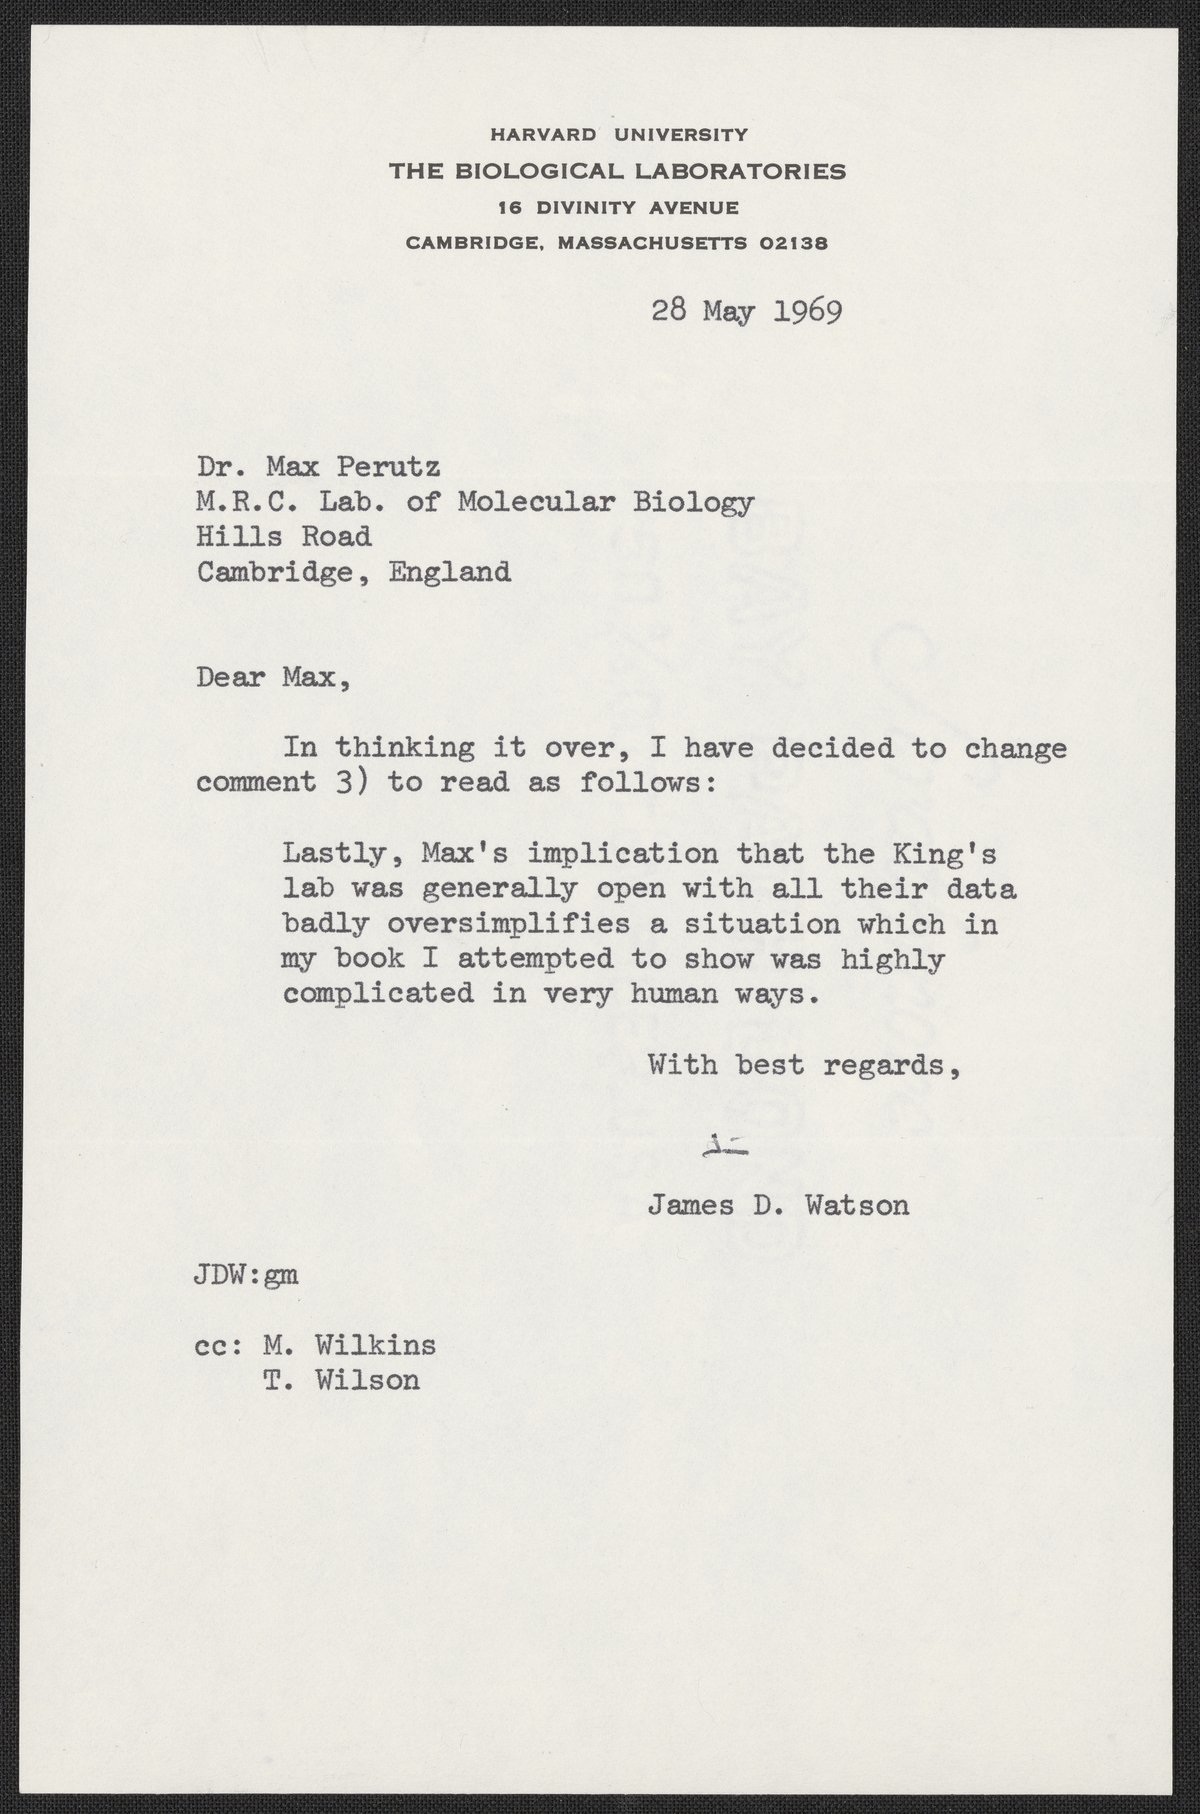 HARVARD UNIVERSITY
THE BIOLOGICAL LABORATORIES
16 DIVINITY AVENUE
CAMBRIDGE, MASSACHUSETTS 02138
28 May 1969
Dr. Max Perutz
M.R.C. Lab. of Molecular Biology
Hills Road
Cambridge, England
Dear Max,
In thinking it over, I have decided to change
comment 3) to read as follows:
Lastly, Max's implication that the King's
lab was generally open with all their data
badly oversimplifies a situation which in
my book I attempted to show was highly
complicated in very human ways.
With best regards,
James D. Watson
JDW:gm
cc: M. Wilkins
T. Wilson